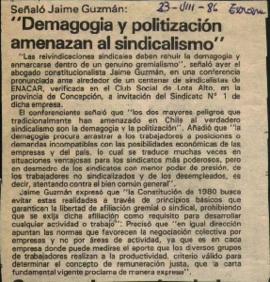 Señaló Jaime Guzmán:
23-VIII-86
"Demagogia y politización
amenazan al sindicalismo"
"Las reivindicaciones sindicales deben rehuir la demagogia y
enmarcarse dentro de un genuino gremialismo", señaló ayer el
abogado constitucionalista Jaime Guzmán, en una conferencia
pronunciada ante alrededor de un centenar de sindicalistas de
ENACAR, verificada en el Club Social de Lota Alto, en la
provincia de Concepción, a invitación del Sindicato Nº 1 de
dicha empresa.
El conferenciante señaló que "los dos mayores peligros que
tradicionalmente han amenazado en Chile al verdadero
sindicalismo son la demagogia y la politización". Añadió que "la
demagogia procura arrastrar a los trabajadores a posiciones o
demandas incompatibles con las posibilidades económicas de las
empresas y del país, lo cual se traduce muchas veces en
situaciones ventajosas para los sindicatos más poderosos, pero
en desmedro de los sindicatos con menor poder de presión, de
los trabajadores no sindicalizados y de los desempleados, es
decir, atentando contra el bien común general".
Jaime Guzmán expresó que "la Constitución de 1980 busca
evitar estas realidades a través de principios básicos que
garantican la libertad de afiliación gremial o sindical, prohibiendo
que se exija dicha afiliación como requisito para desarrollar
cualquier actividad o trabajo". Precisó que "en igual dirección
apuntan las normas que favorecen la negociación colectiva por
empresas y no por áreas de actividad, ya que es en cada
empresa donde puede medirse el aporte que los diversos grupos
de trabajadores realizan a la productividad, criterio válido para
determinar el concepto de remuneración justa, que la carta
fundamental vigente proclama de manera expresa".